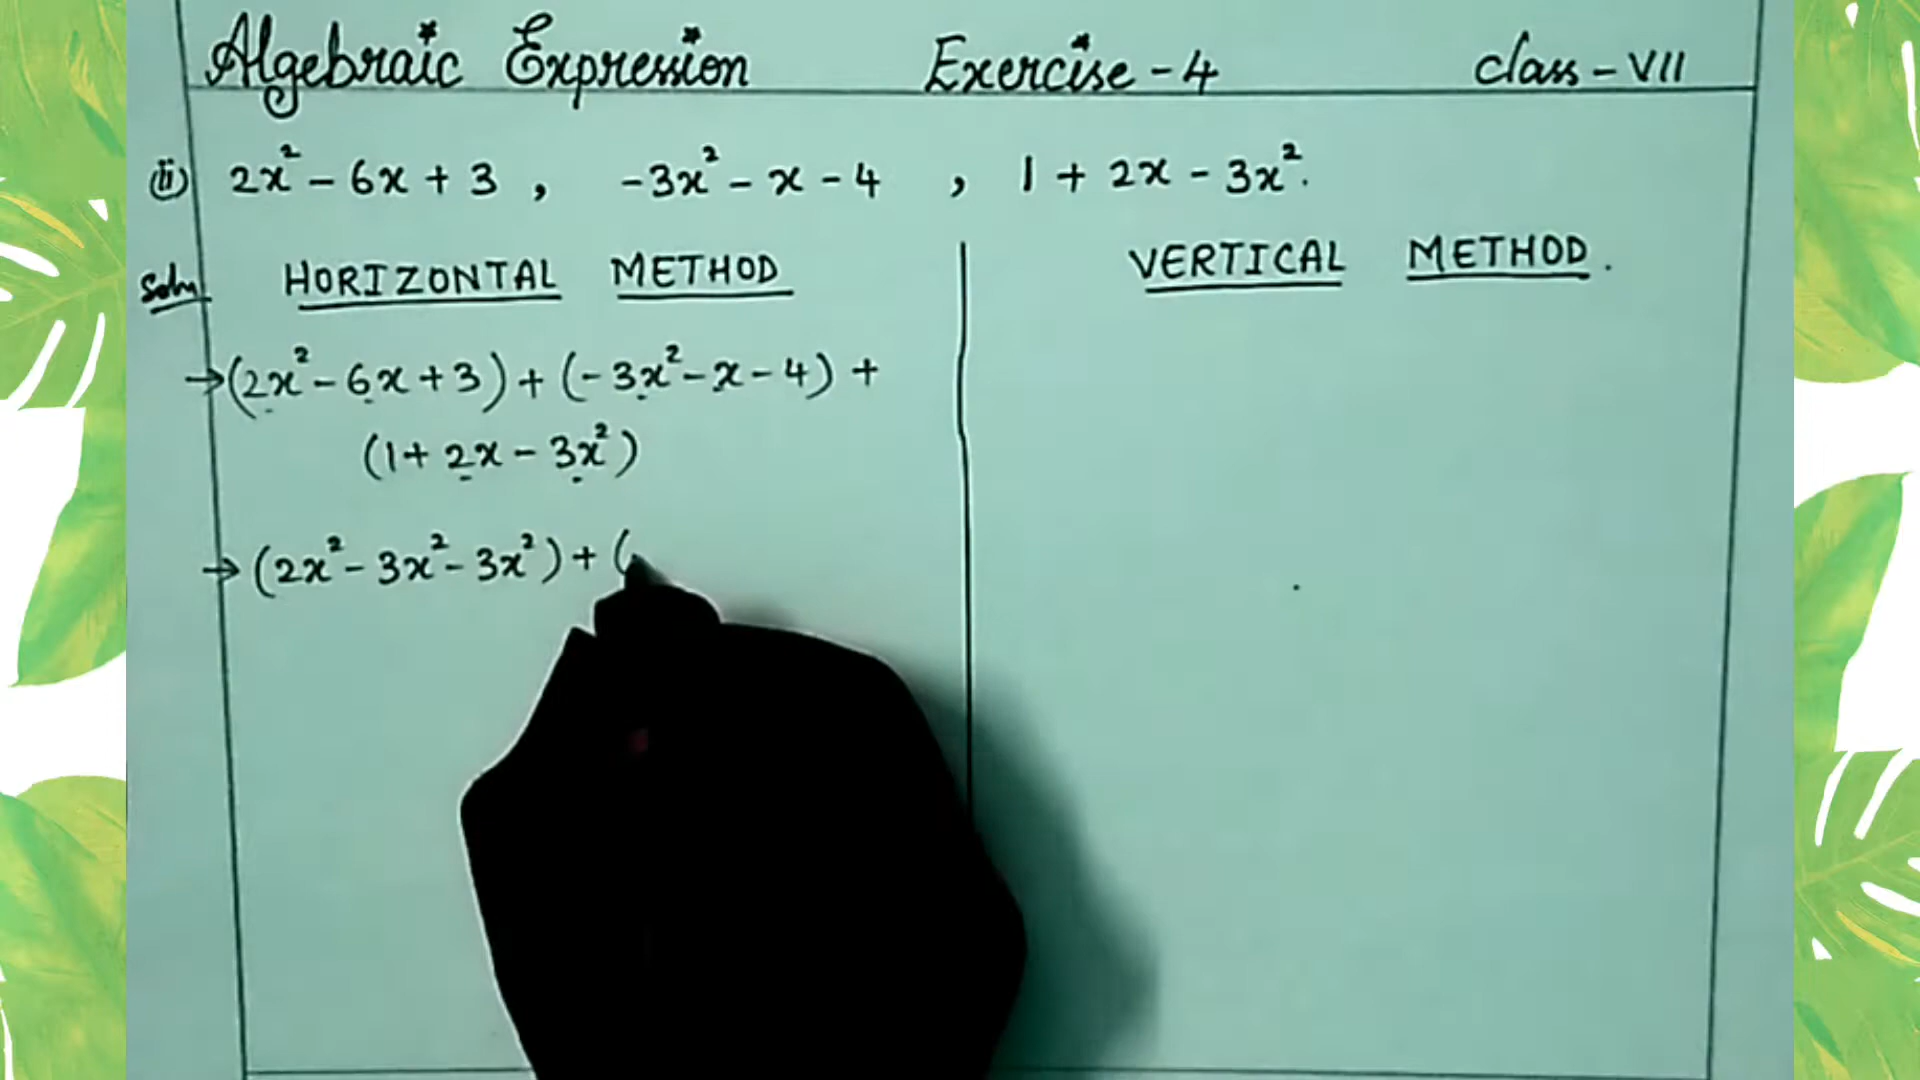 Algebraic Expression Exercise - 4 Class - VII
(ii) 2x² - 6x + 3 , -3x² - x - 4 , 1 + 2x - 3x².
Soln HORIZONTAL METHOD VERTICAL METHOD.
→ (2x² - 6x + 3) + (-3x² - x - 4) +
(1 + 2x - 3x²)
→ (2x² - 3x² - 3x²) + (